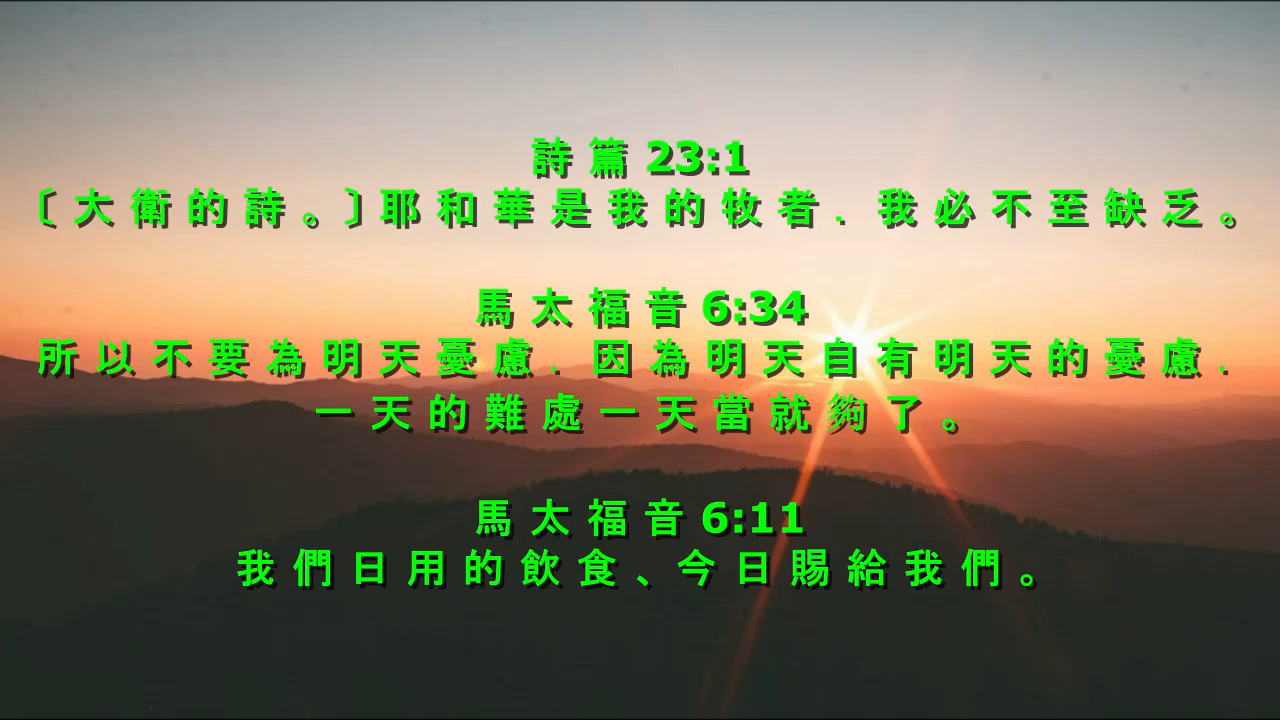 詩 篇 23:1
〔 大 衛 的 詩 。〕耶 和 華 是 我 的 牧 者 . 我 必 不 至 缺 乏 。
馬 太 福 音 6:34
所 以 不 要 為 明 天 憂 慮 . 因 為 明 天 自 有 明 天 的 憂 慮 .
一 天 的 難 處 一 天 當 就 夠 了 。
馬 太 福 音 6:11
我 們 日 用 的 飲 食 、今 日 賜 給 我 們 。